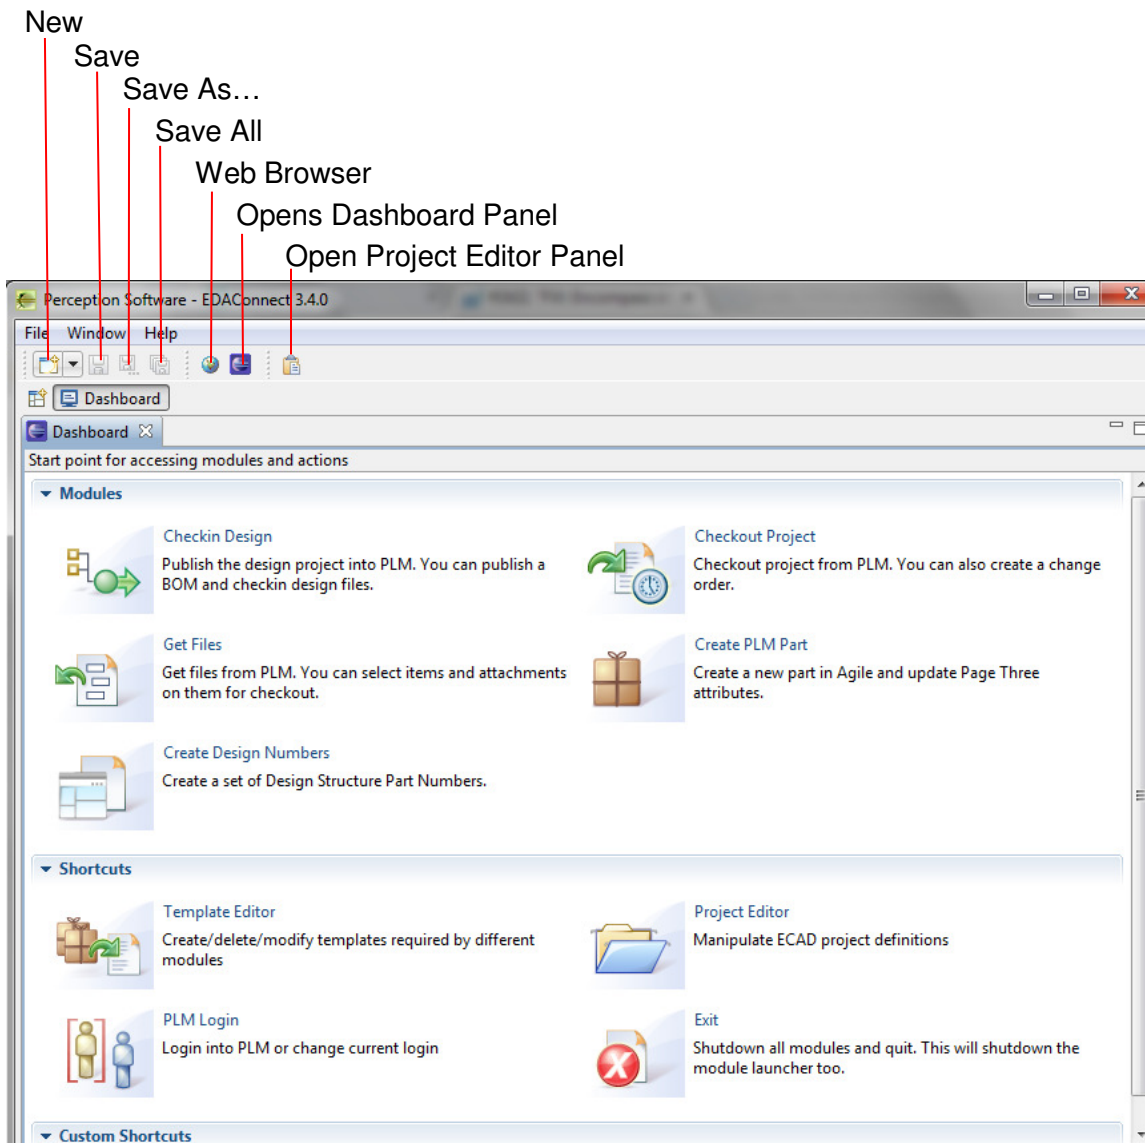 New
Save
Save As…
Save All
Web Browser
Opens Dashboard Panel
Open Project Editor Panel
Perception Software - EDAConnect 3.4.0
File Window Help
Dashboard
Dashboard
Start point for accessing modules and actions
Modules
Checkin Design
Publish the design project into PLM. You can publish a
BOM and checkin design files.
Checkout Project
Checkout project from PLM. You can also create a change
order.
Get Files
Get files from PLM. You can select items and attachments
on them for checkout.
Create PLM Part
Create a new part in Agile and update Page Three
attributes.
Create Design Numbers
Create a set of Design Structure Part Numbers.
Shortcuts
Template Editor
Create/delete/modify templates required by different
modules
Project Editor
Manipulate ECAD project definitions
PLM Login
Login into PLM or change current login
Exit
Shutdown all modules and quit. This will shutdown the
module launcher too.
Custom Shortcuts